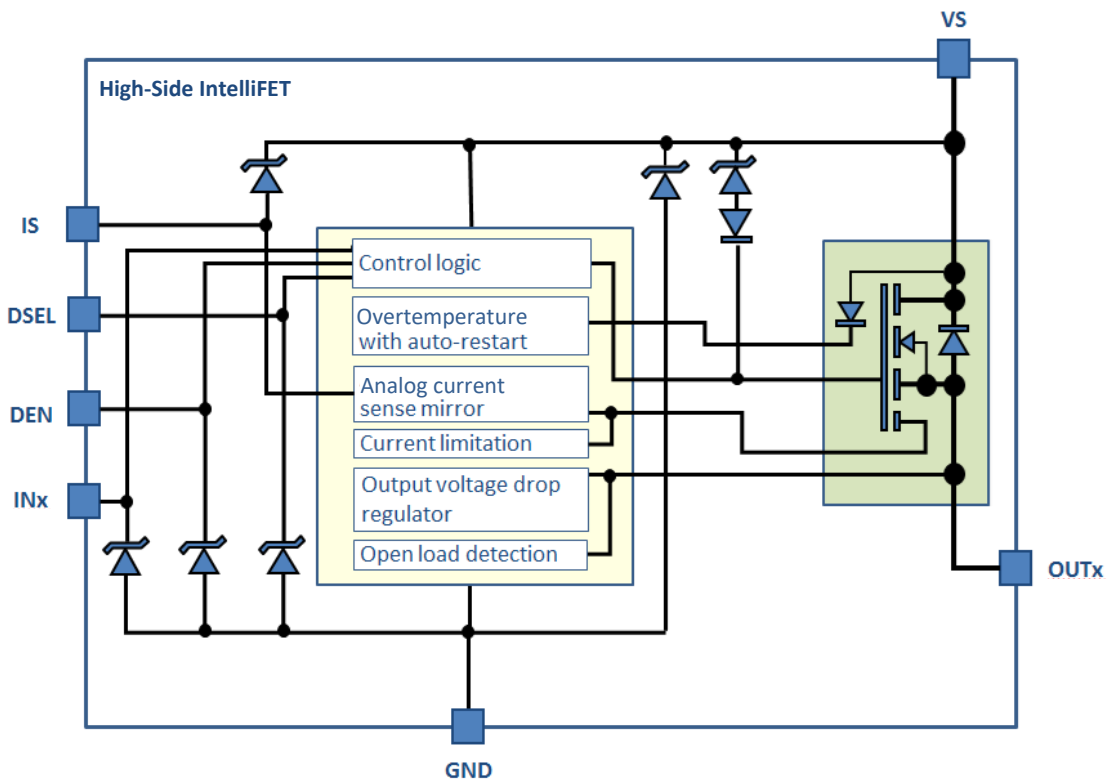 VS
High-Side IntelliFET
IS
Control logic
DSEL
Overtemperature
with auto-restart
Analog current
sense mirror
DEN
Current limitation
INx
Output voltage drop
regulator
Open load detection
OUTx
GND